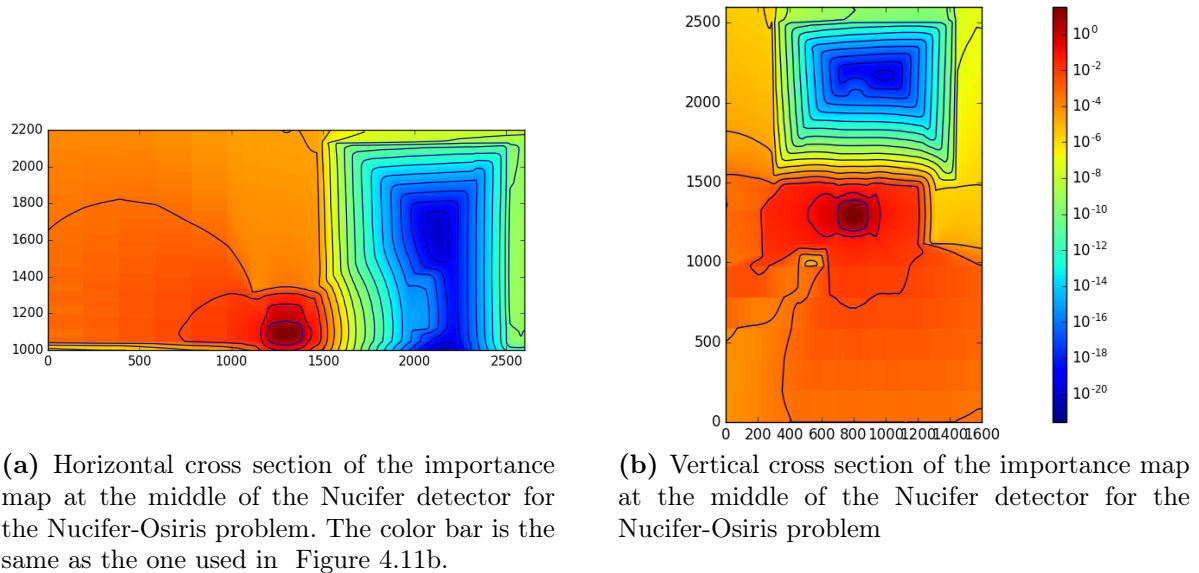 2200
2000
1800
1600
1400
1200
1000
0 500 1000 1500 2000 2500
2500
2000
1500
1000
500
0
0 200 400 600 800 1000 1200 1400 1600
10^0
10^-2
10^-4
10^-6
10^-8
10^-10
10^-12
10^-14
10^-16
10^-18
10^-20
(a) Horizontal cross section of the importance
map at the middle of the Nucifer detector for
the Nucifer-Osiris problem. The color bar is the
same as the one used in Figure 4.11b.
(b) Vertical cross section of the importance map
at the middle of the Nucifer detector for the
Nucifer-Osiris problem